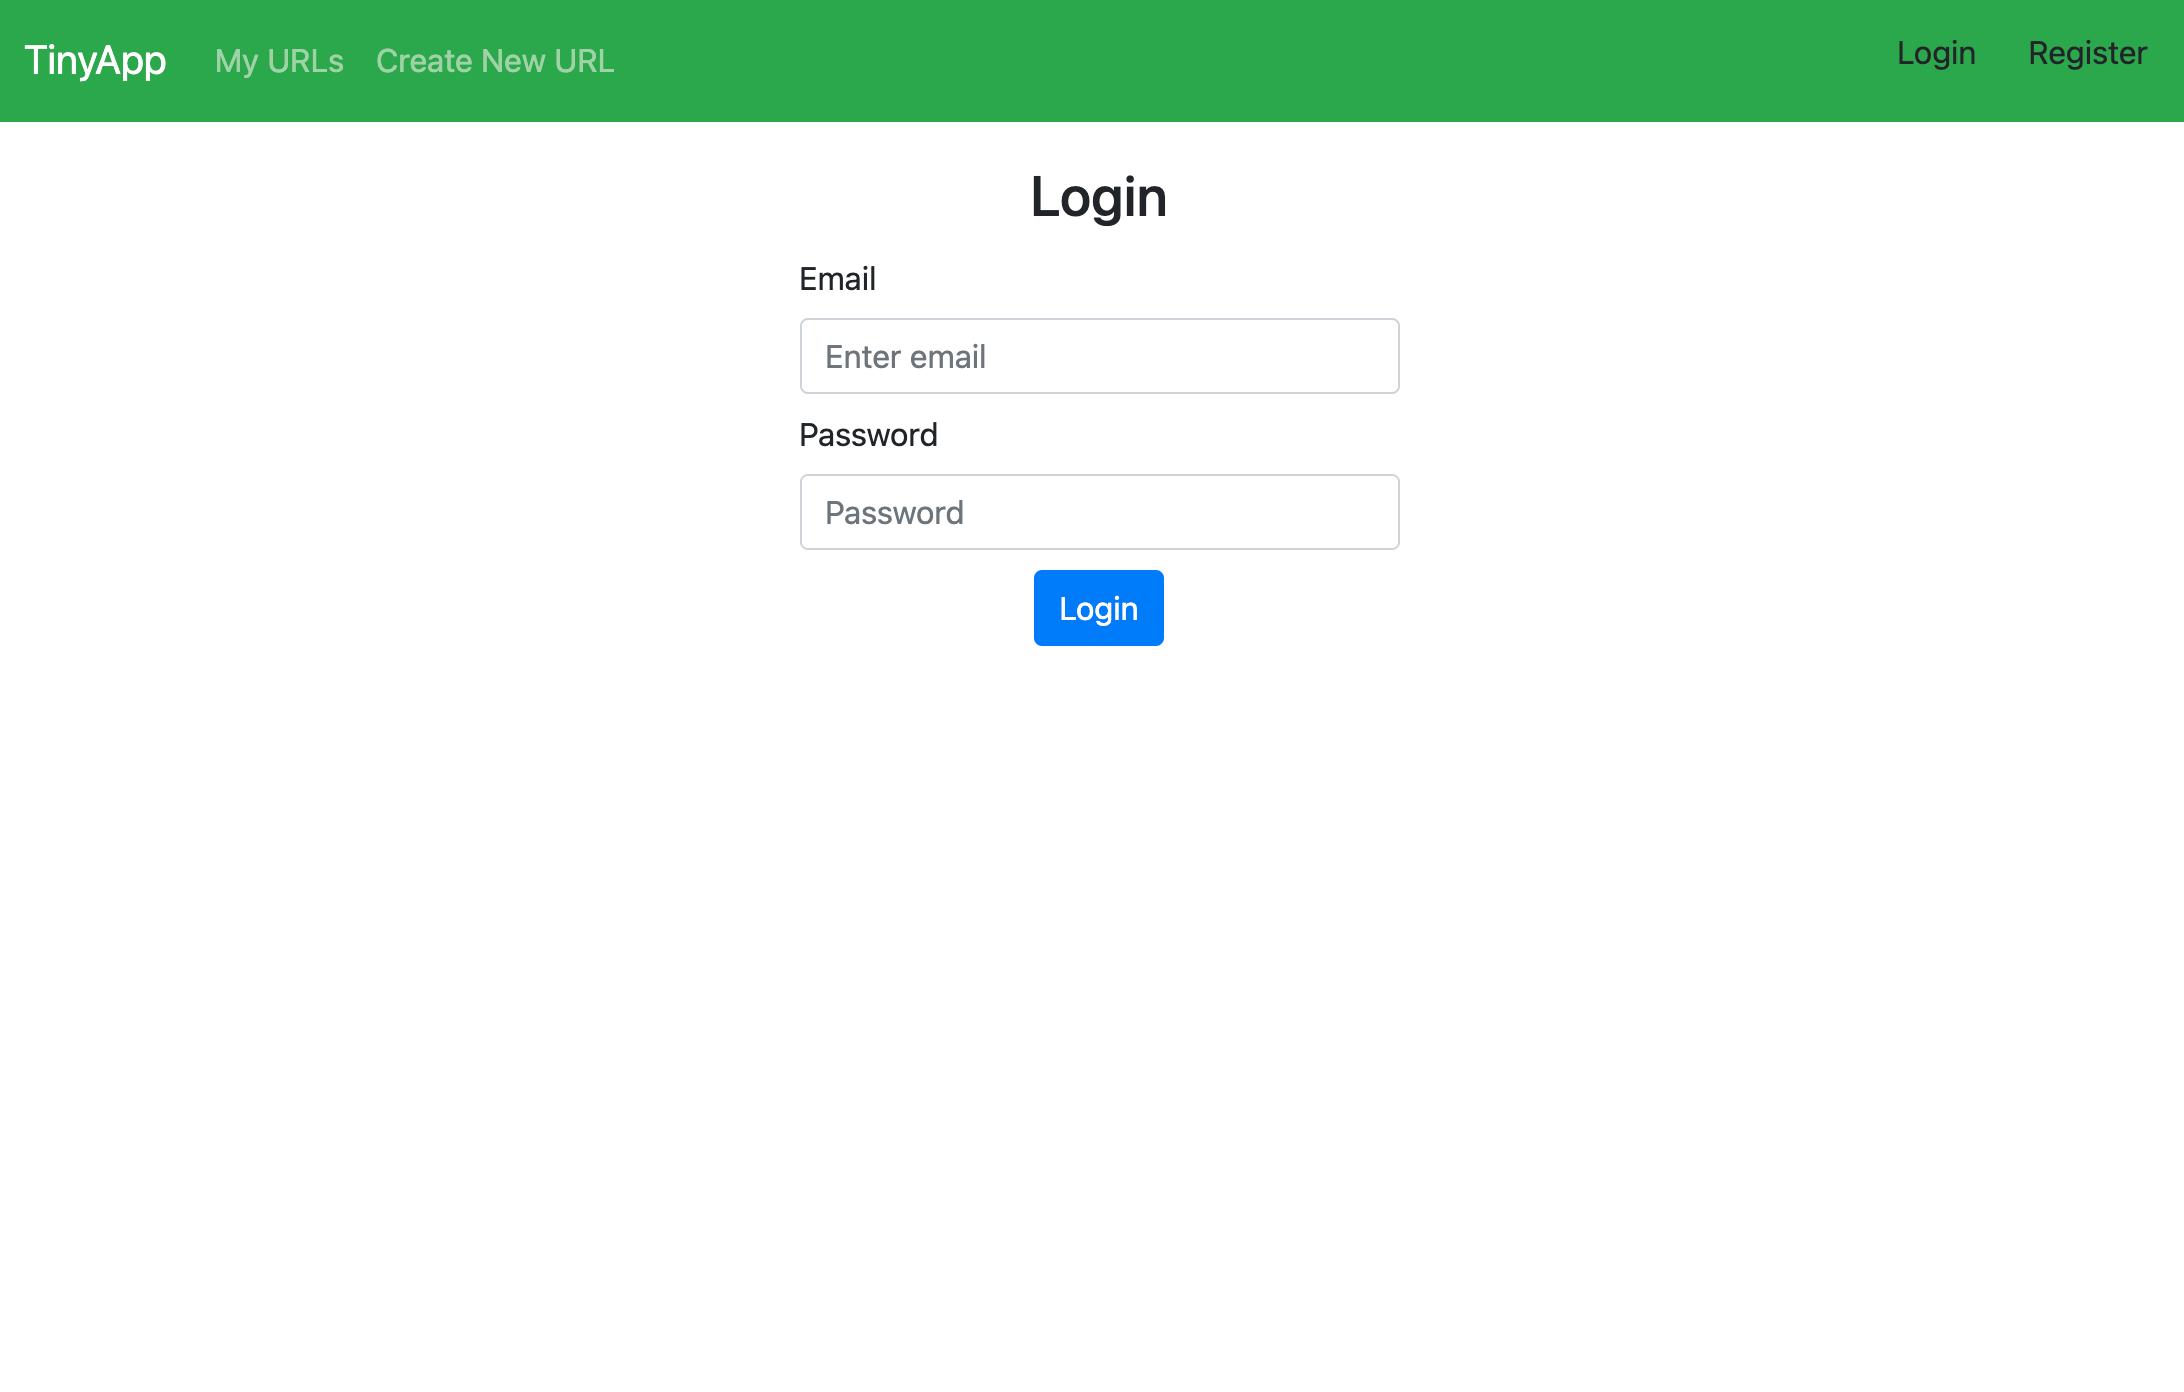 TinyApp My URLs Create New URL Login Register
Login
Email
Enter email
Password
Password
Login